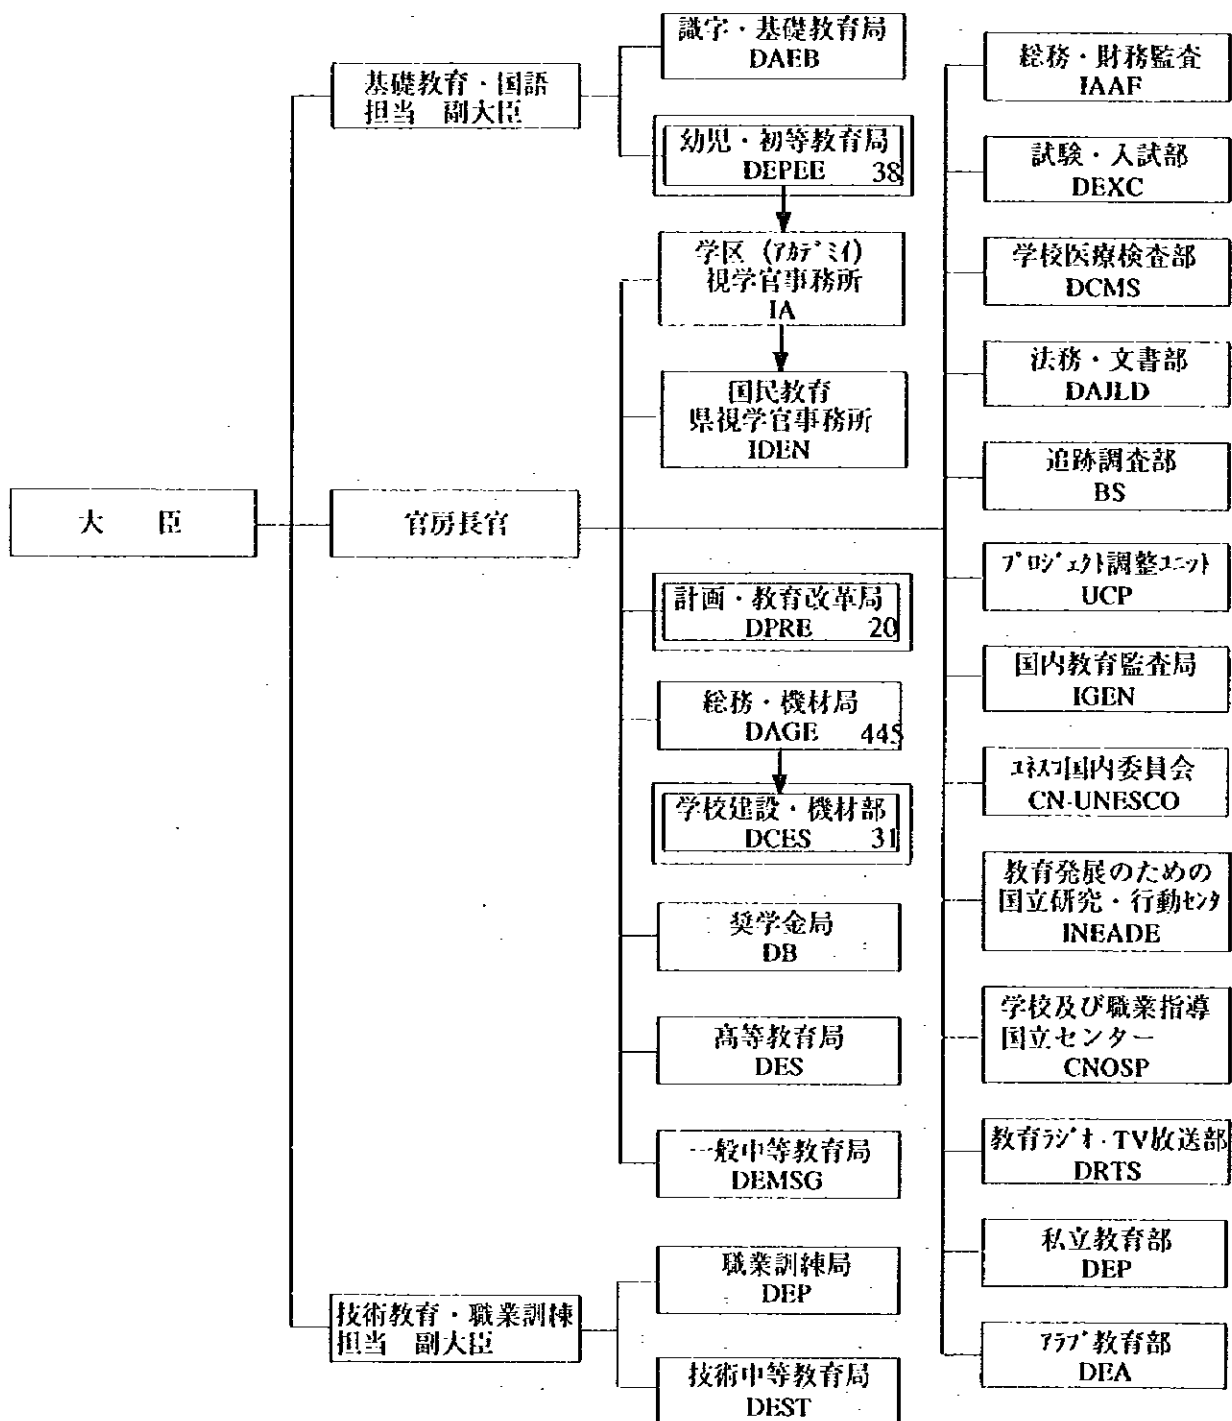 大 臣
基礎教育・国語
担当 副大臣
官房長官
技術教育・職業訓練
担当 副大臣
識字・基礎教育局
DAEB
幼児・初等教育局
DEPEE 38
学区（アカデミイ）
視学官事務所
IA
国民教育
県視学官事務所
IDEN
計画・教育改革局
DPRE 20
総務・機材局
DAGE 445
学校建設・機材部
DCES 31
奨学金局
DB
高等教育局
DES
一般中等教育局
DEMSG
職業訓練局
DEP
技術中等教育局
DEST
総務・財務監査
IAAF
試験・入試部
DEXC
学校医療検査部
DCMS
法務・文書部
DAJLD
追跡調査部
BS
プロジェクト調整ユニット
UCP
国内教育監査局
IGEN
ユネスコ国内委員会
CN-UNESCO
教育発展のための
国立研究・行動センタ
INEADE
学校及び職業指導
国立センター
CNOSP
教育ラジオ・TV放送部
DRTS
私立教育部
DEP
アラブ教育部
DEA